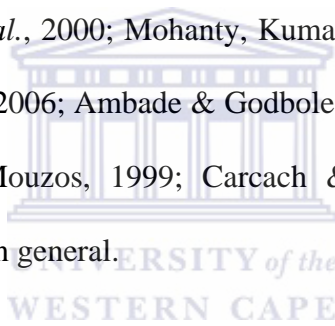 al., 2000; Mohanty, Kuma
2006; Ambade & Godbole
Mouzos, 1999; Carcach &
n general.
UNIVERSITY of the
WESTERN CAPE